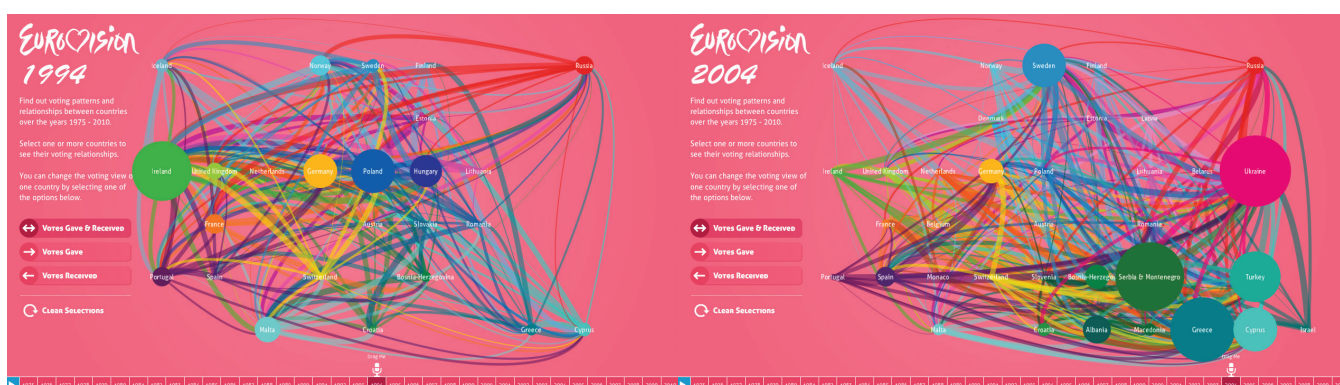 EUROVISION
1994
Find out voting patterns and
relationships between countries
over the years 1975 - 2010.
Select one or more countries to
see their voting relationships.
You can change the voting view of
one country by selecting one of
the options below.
Votes Gave & Received
Votes Gave
Votes Received
Clear Selections
Iceland Norway Sweden Finland Russia
Estonia
Ireland United Kingdom Netherlands Germany Poland Hungary Lithuania
France Austria Slovakia Romania
Portugal Spain Switzerland Bosnia-Herzegovina
Malta Croatia Greece Cyprus
Drag Me
EUROVISION
2004
Find out voting patterns and
relationships between countries
over the years 1975 - 2010.
Select one or more countries to
see their voting relationships.
You can change the voting view of
one country by selecting one of
the options below.
Votes Gave & Received
Votes Gave
Votes Received
Clear Selections
Iceland Norway Sweden Finland Russia
Denmark Estonia Latvia
Ireland United Kingdom Netherlands Germany Poland Lithuania Belarus Ukraine
France Belgium Austria Romania
Portugal Spain Monaco Switzerland Slovenia Bosnia-Herzeg Serbia & Montenegro Turkey
Malta Croatia Albania Macedonia Greece Cyprus Israel
Drag Me